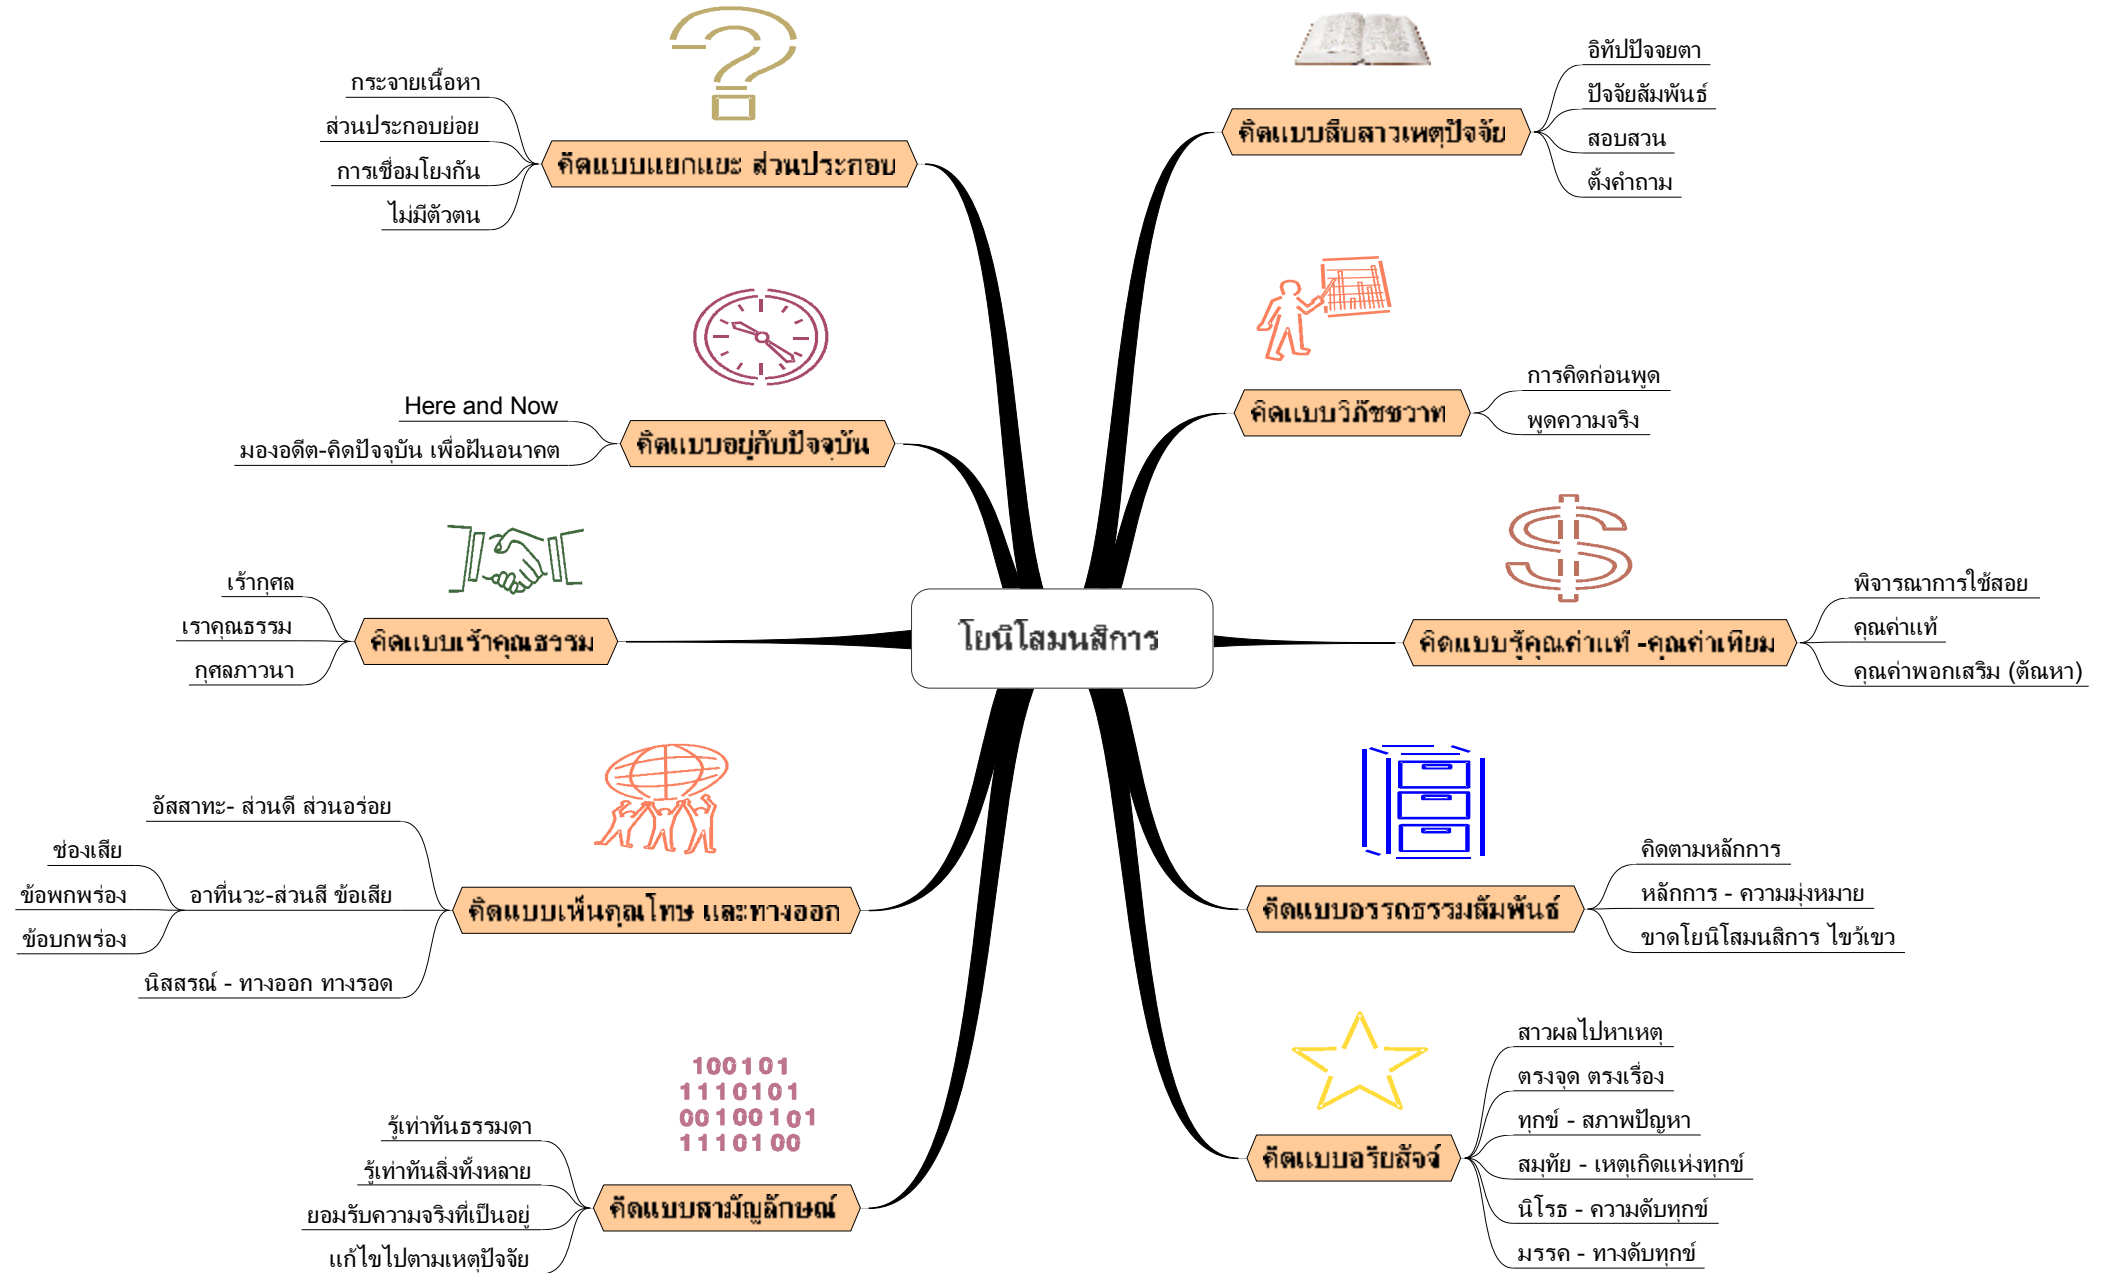 โยนิโสมนสิการ
คิดแบบสืบสาวเหตุปัจจัย
อิทัปปัจจยตา
ปัจจัยสัมพันธ์
สอบสวน
ตั้งคำถาม
คิดแบบวิภัชชวาท
การคิดก่อนพูด
พูดความจริง
คิดแบบรู้คุณค่าแท้ -คุณค่าเทียม
พิจารณาการใช้สอย
คุณค่าแท้
คุณค่าพอกเสริม (ตัณหา)
คิดแบบอรรถธรรมสัมพันธ์
คิดตามหลักการ
หลักการ - ความมุ่งหมาย
ขาดโยนิโสมนสิการ ไขว้เขว
คิดแบบอริยสัจจ์
สาวผลไปหาเหตุ
ตรงจุด ตรงเรื่อง
ทุกข์ - สภาพปัญหา
สมุทัย - เหตุเกิดแห่งทุกข์
นิโรธ - ความดับทุกข์
มรรค - ทางดับทุกข์
คิดแบบแยกแยะ ส่วนประกอบ
กระจายเนื้อหา
ส่วนประกอบย่อย
การเชื่อมโยงกัน
ไม่มีตัวตน
คิดแบบอยู่กับปัจจุบัน
Here and Now
มองอดีต-คิดปัจจุบัน เพื่อฝันอนาคต
คิดแบบเร้าคุณธรรม
เร้ากุศล
เราคุณธรรม
กุศลภาวนา
คิดแบบเห็นคุณโทษ และทางออก
อัสสาทะ- ส่วนดี ส่วนอร่อย
อาที่นวะ-ส่วนสี ข้อเสีย
ช่องเสีย
ข้อพกพร่อง
ข้อบกพร่อง
นิสสรณ์ - ทางออก ทางรอด
คิดแบบสามัญลักษณ์
รู้เท่าทันธรรมดา
รู้เท่าทันสิ่งทั้งหลาย
ยอมรับความจริงที่เป็นอยู่
แก้ไขไปตามเหตุปัจจัย
100101
1110101
00100101
1110100